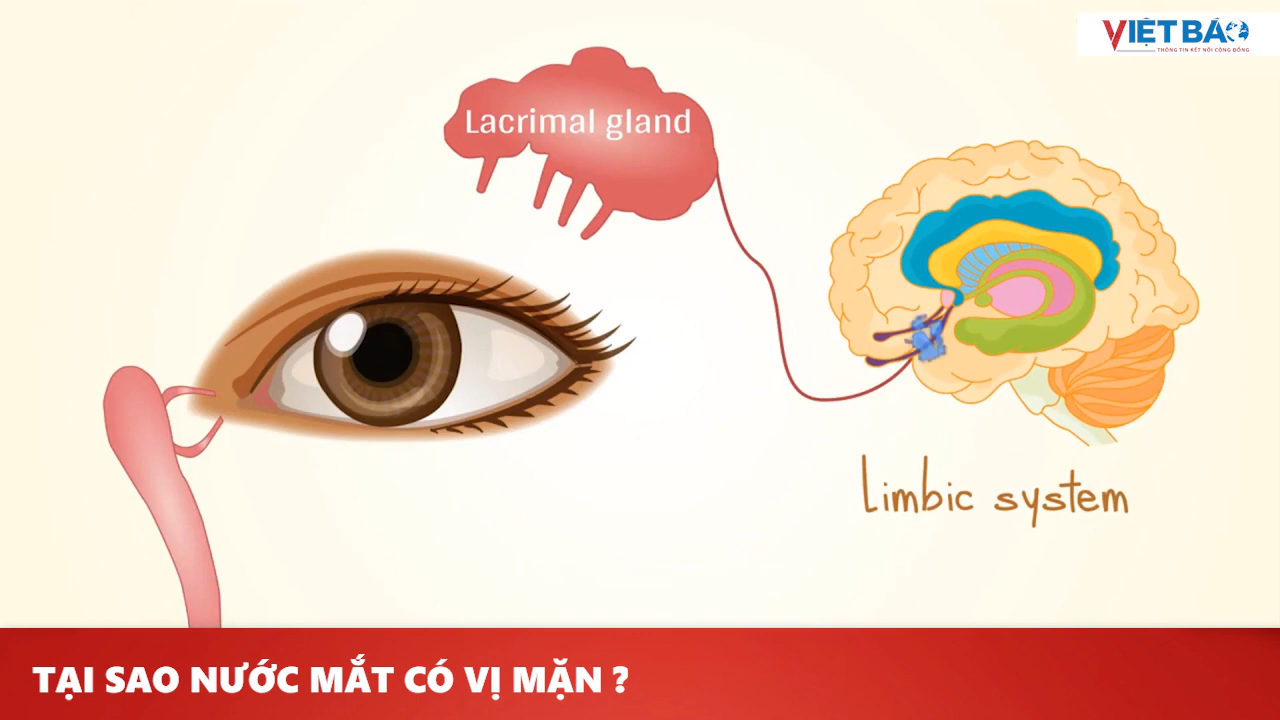 VIỆT BÁO
THÔNG TIN KẾT NỐI CỘNG ĐỒNG
Lacrimal gland
Limbic system
TẠI SAO NƯỚC MẮT CÓ VỊ MẶN ?